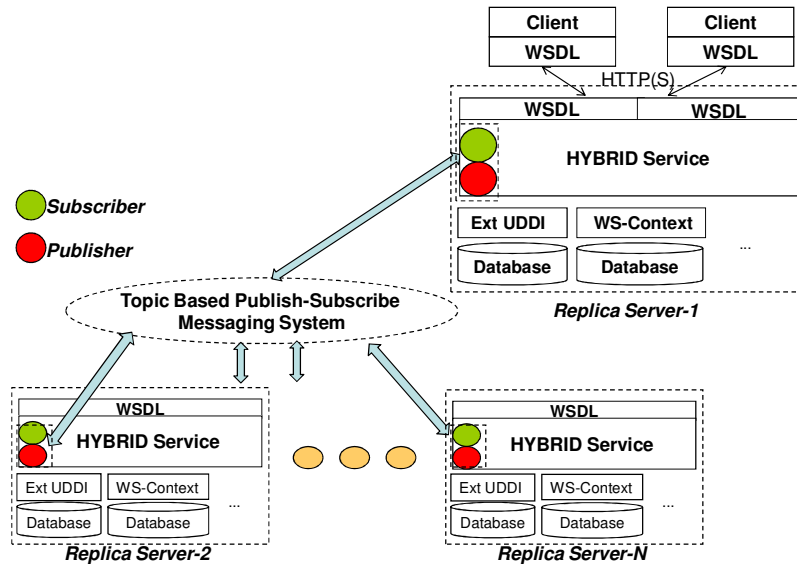 Client
Client
WSDL
WSDL
HTTP(S)
WSDL
WSDL
HYBRID Service
Subscriber
Publisher
Ext UDDI
WS-Context
...
Database
Database
Replica Server-1
Topic Based Publish-Subscribe
Messaging System
WSDL
HYBRID Service
Ext UDDI
WS-Context
...
Database
Database
Replica Server-2
WSDL
HYBRID Service
Ext UDDI
WS-Context
...
Database
Database
Replica Server-N